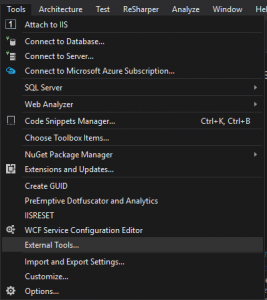 Tools Architecture Test ReSharper Analyze Window
1 Attach to IIS
Connect to Database...
Connect to Server...
Connect to Microsoft Azure Subscription...
SQL Server
Web Analyzer
Code Snippets Manager... Ctrl+K, Ctrl+B
Choose Toolbox Items...
NuGet Package Manager
Extensions and Updates...
Create GUID
PreEmptive Dotfuscator and Analytics
IISRESET
WCF Service Configuration Editor
External Tools...
Import and Export Settings...
Customize...
Options...